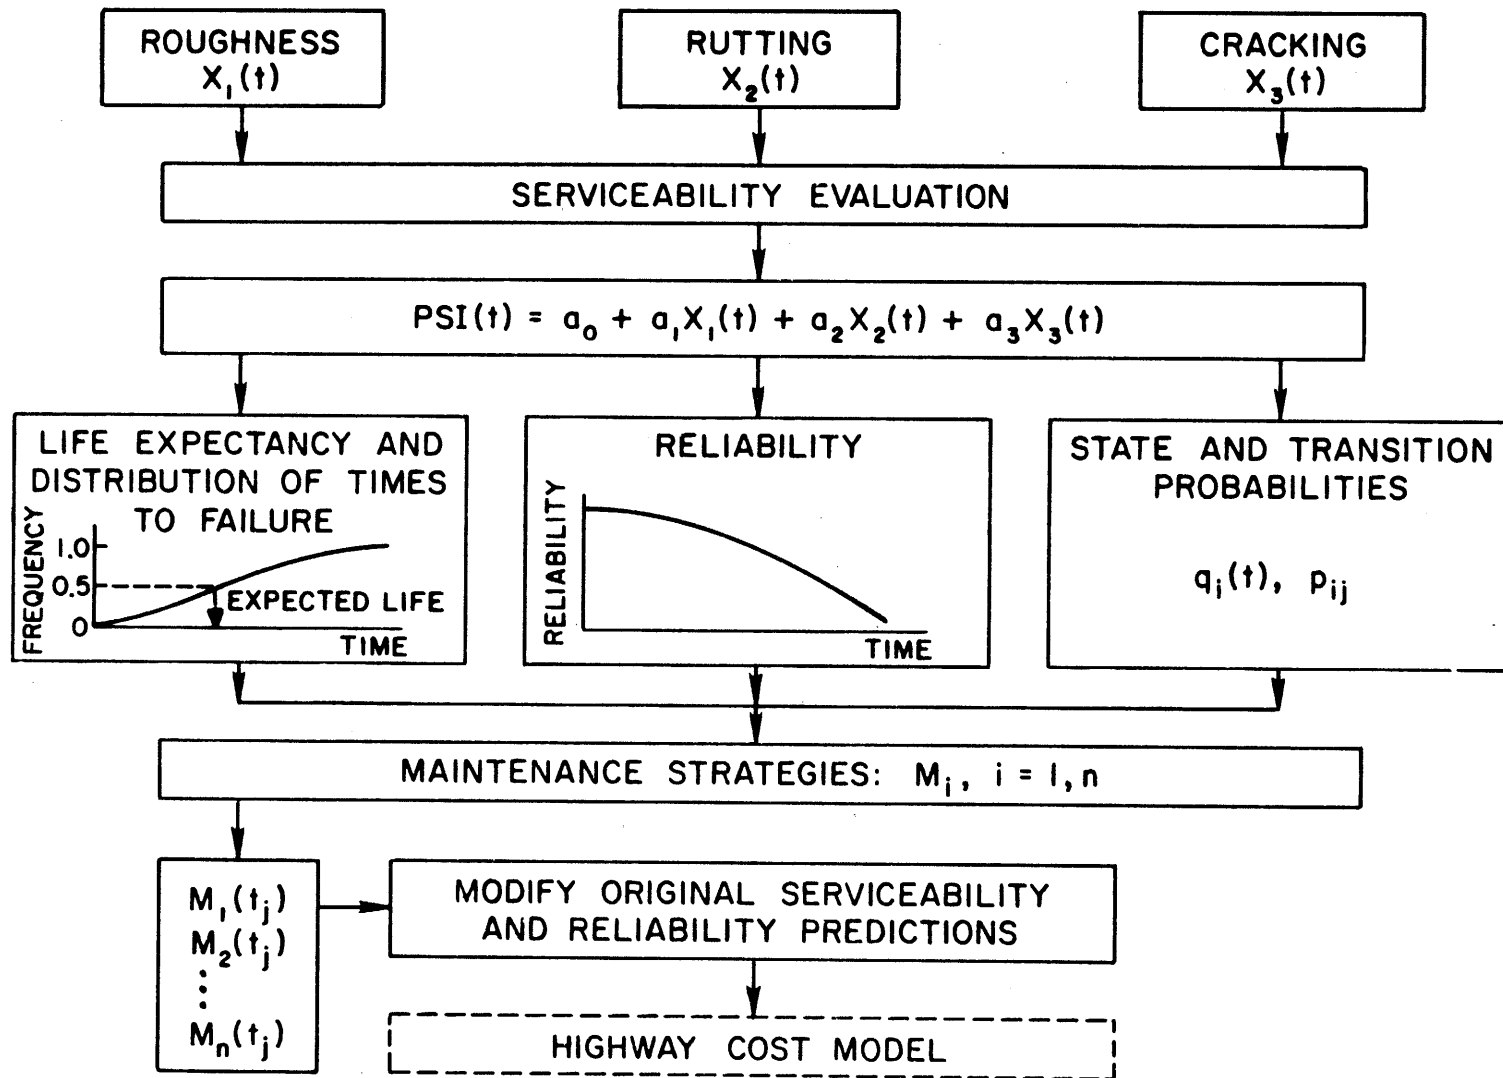 ROUGHNESS
X₁(t)
RUTTING
X₂(t)
CRACKING
X₃(t)
SERVICEABILITY EVALUATION
PSI(t) = a₀ + a₁X₁(t) + a₂X₂(t) + a₃X₃(t)
LIFE EXPECTANCY AND
DISTRIBUTION OF TIMES
TO FAILURE
FREQUENCY
1.0
0.5
0
EXPECTED LIFE
TIME
RELIABILITY
RELIABILITY
TIME
STATE AND TRANSITION
PROBABILITIES
qᵢ(t), pᵢⱼ
MAINTENANCE STRATEGIES: Mᵢ, i = 1,n
M₁(tⱼ)
M₂(tⱼ)
⋮
Mₙ(tⱼ)
MODIFY ORIGINAL SERVICEABILITY
AND RELIABILITY PREDICTIONS
HIGHWAY COST MODEL